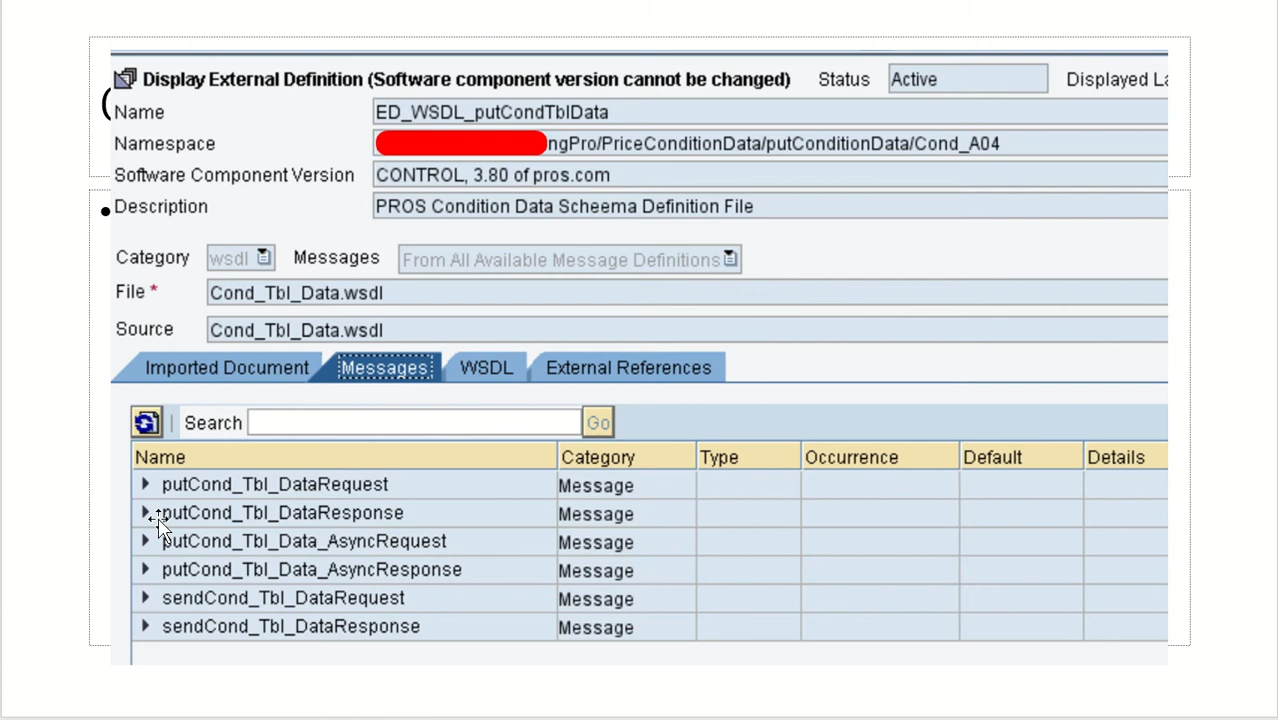 Display External Definition (Software component version cannot be changed) Status Active Displayed La
(
Name ED_WSDL_putCondTblData
Namespace ngPro/PriceConditionData/putConditionData/Cond_A04
Software Component Version CONTROL, 3.80 of pros.com
• Description PROS Condition Data Scheema Definition File
Category wsdl Messages From All Available Message Definitions
File * Cond_Tbl_Data.wsdl
Source Cond_Tbl_Data.wsdl
Imported Document Messages WSDL External References
Search Go
Name Category Type Occurrence Default Details
putCond_Tbl_DataRequest Message
putCond_Tbl_DataResponse Message
putCond_Tbl_Data_AsyncRequest Message
putCond_Tbl_Data_AsyncResponse Message
sendCond_Tbl_DataRequest Message
sendCond_Tbl_DataResponse Message